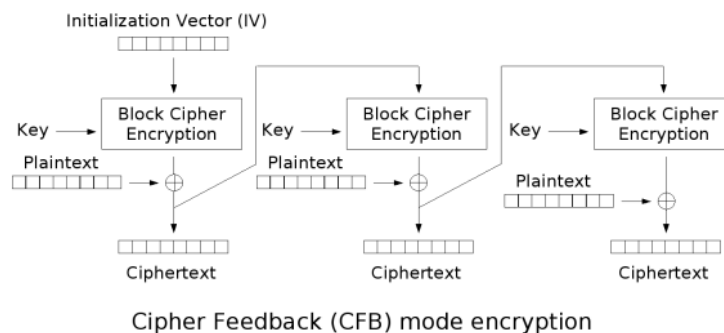 Initialization Vector (IV)
Key
Block Cipher
Encryption
Key
Block Cipher
Encryption
Key
Block Cipher
Encryption
Plaintext
Plaintext
Plaintext
Ciphertext
Ciphertext
Ciphertext
Cipher Feedback (CFB) mode encryption